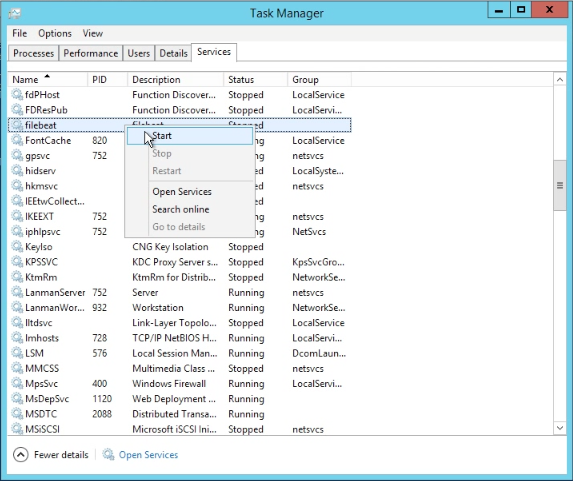 Task Manager
File Options View
Processes Performance Users Details Services
Name PID Description Status Group
fdPHost Function Discover... Stopped LocalService
FDResPub Function Discover... Stopped LocalServi...
filebeat filebeat Stopped
FontCache 820 LocalService
gpsvc 752 netsvcs
hidserv LocalSyste...
hkmsvc netsvcs
IEEtwCollect...
IKEEXT 752 netsvcs
iphlpsvc 752 NetSvcs
Start
Stop
Restart
Open Services
Search online
Go to details
KeyIso CNG Key Isolation Stopped
KPSSVC KDC Proxy Server s... Stopped KpsSvcGro...
KtmRm KtmRm for Distrib... Stopped NetworkSe...
LanmanServer 752 Server Running netsvcs
LanmanWor... 932 Workstation Running NetworkSe...
lltdsvc Link-Layer Topolo... Stopped LocalService
lmhosts 728 TCP/IP NetBIOS H... Running LocalServi...
LSM 576 Local Session Man... Running DcomLaun...
MMCSS Multimedia Class ... Stopped netsvcs
MpsSvc 400 Windows Firewall Running LocalServi...
MsDepSvc 1120 Web Deployment ... Running
MSDTC 2088 Distributed Transa... Running
MSiSCSI Microsoft iSCSI Ini... Stopped netsvcs
Fewer details Open Services